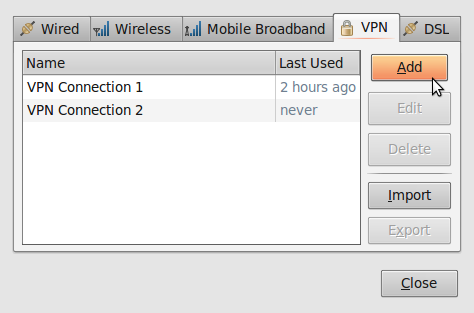 Wired Wireless Mobile Broadband VPN DSL
Name Last Used
VPN Connection 1 2 hours ago
VPN Connection 2 never
Add
Edit
Delete
Import
Export
Close